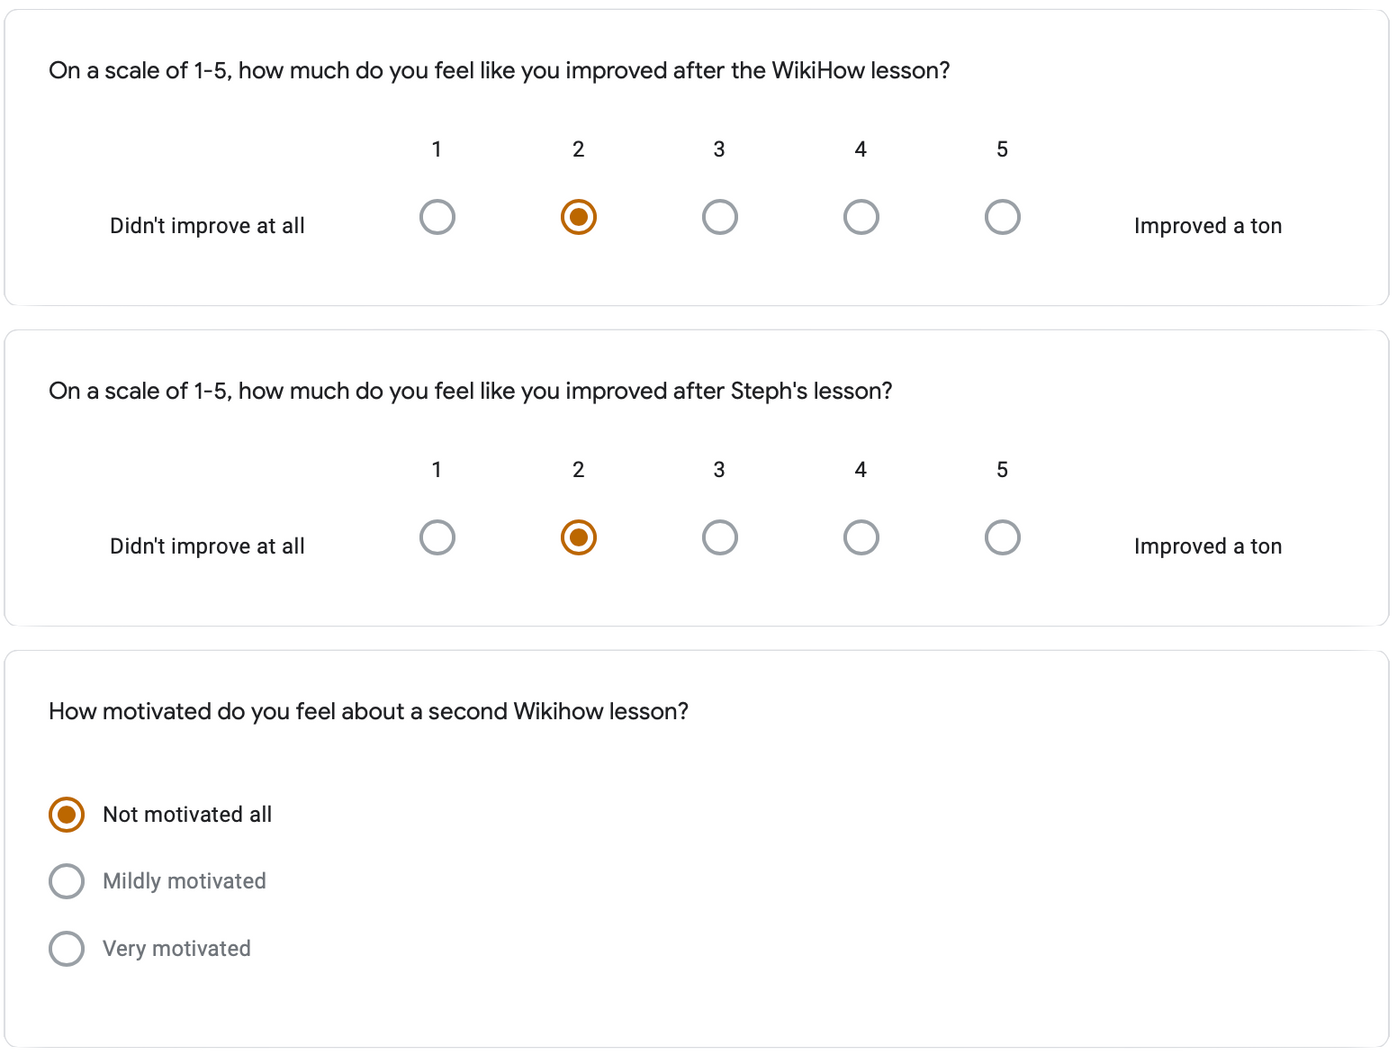 On a scale of 1-5, how much do you feel like you improved after the WikiHow lesson?
1 2 3 4 5
Didn't improve at all Improved a ton
On a scale of 1-5, how much do you feel like you improved after Steph's lesson?
1 2 3 4 5
Didn't improve at all Improved a ton
How motivated do you feel about a second Wikihow lesson?
Not motivated all
Mildly motivated
Very motivated